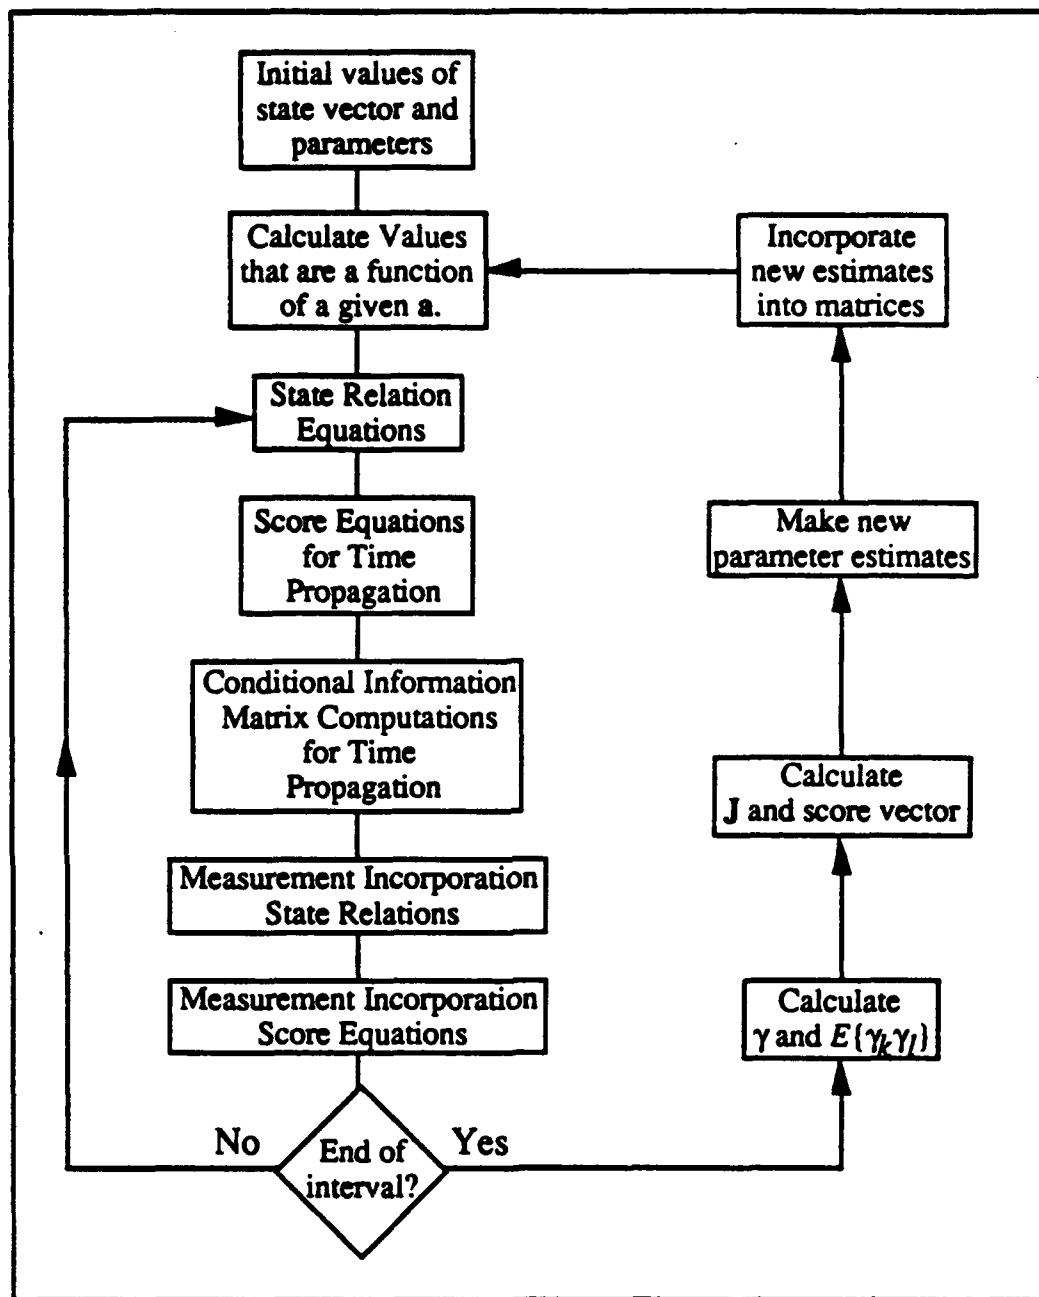 Initial values of
state vector and
parameters
Calculate Values
that are a function
of a given a.
Incorporate
new estimates
into matrices
State Relation
Equations
Score Equations
for Time
Propagation
Make new
parameter estimates
Conditional Information
Matrix Computations
for Time
Propagation
Calculate
J and score vector
Measurement Incorporation
State Relations
Measurement Incorporation
Score Equations
Calculate
γ and E{γₖγₗ}
No
End of
interval?
Yes